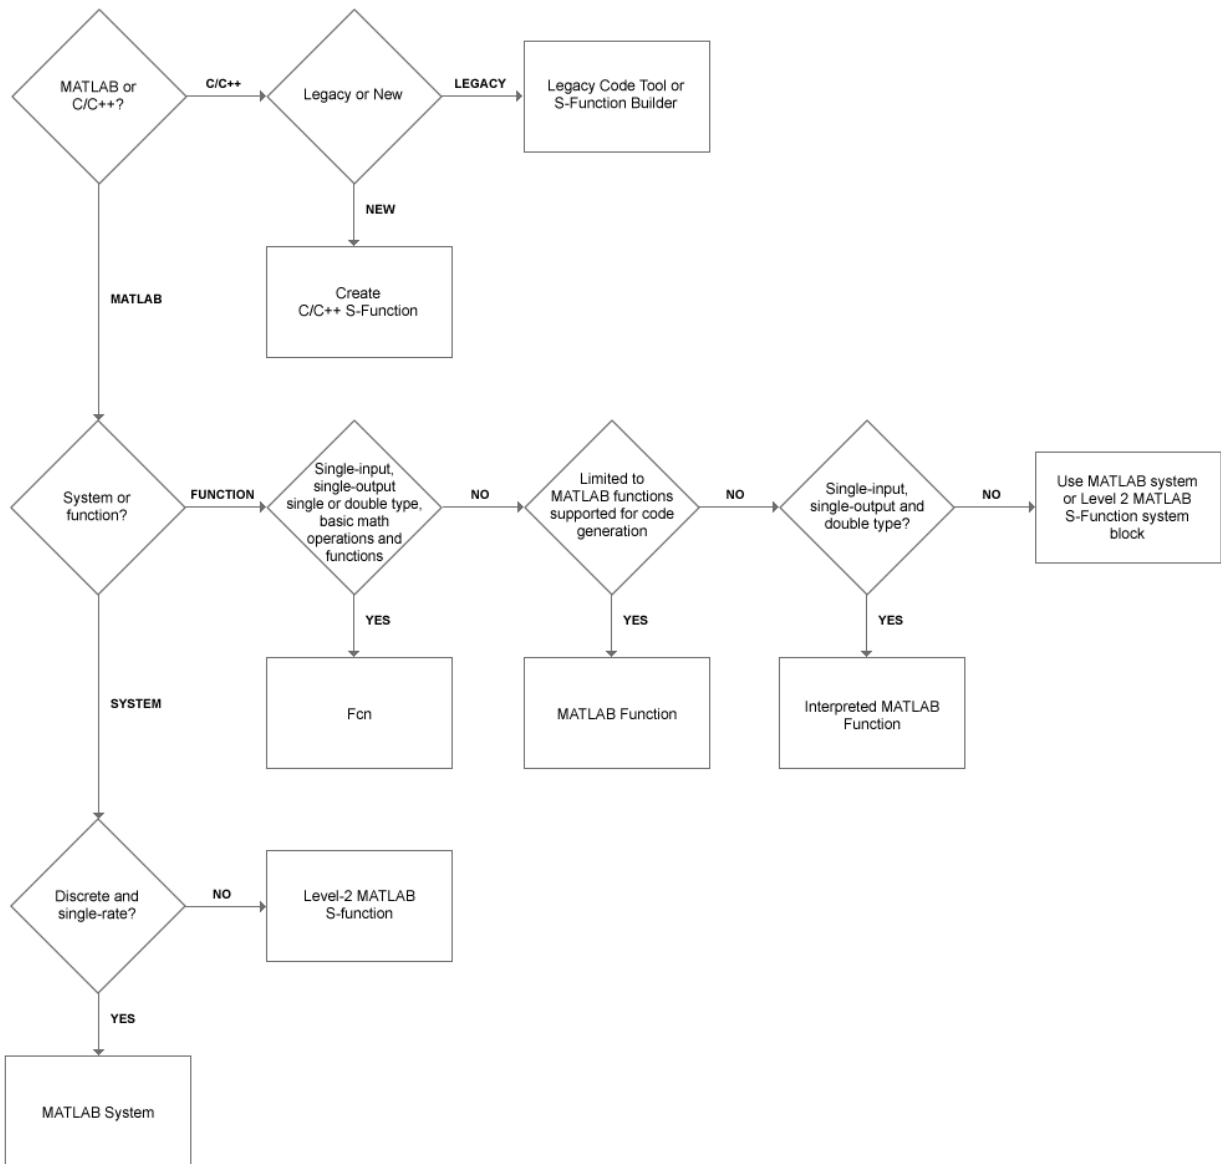 MATLAB or
C/C++?
C/C++
Legacy or New
LEGACY
Legacy Code Tool or
S-Function Builder
NEW
Create
C/C++ S-Function
MATLAB
System or
function?
FUNCTION
Single-input,
single-output
single or double type,
basic math
operations and
functions
NO
Limited to
MATLAB functions
supported for code
generation
NO
Single-input,
single-output and
double type?
NO
Use MATLAB system
or Level 2 MATLAB
S-Function system
block
YES
YES
YES
Fcn
MATLAB Function
Interpreted MATLAB
Function
SYSTEM
Discrete and
single-rate?
NO
Level-2 MATLAB
S-function
YES
MATLAB System